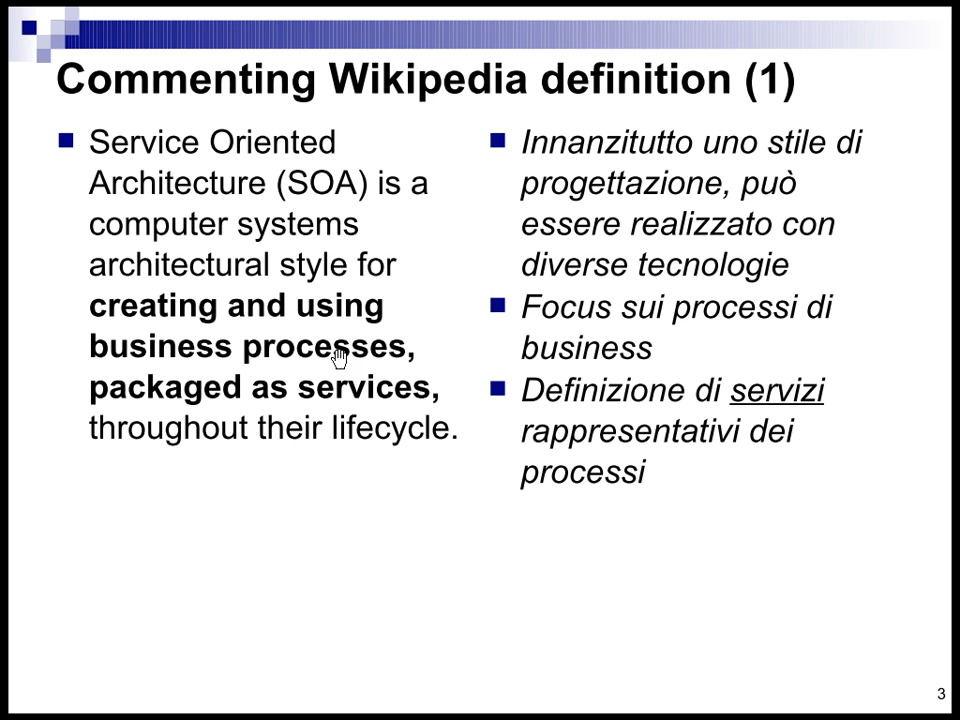 Commenting Wikipedia definition (1)
Service Oriented
Architecture (SOA) is a
computer systems
architectural style for
creating and using
business processes,
packaged as services,
throughout their lifecycle.
Innanzitutto uno stile di
progettazione, può
essere realizzato con
diverse tecnologie
Focus sui processi di
business
Definizione di servizi
rappresentativi dei
processi
3